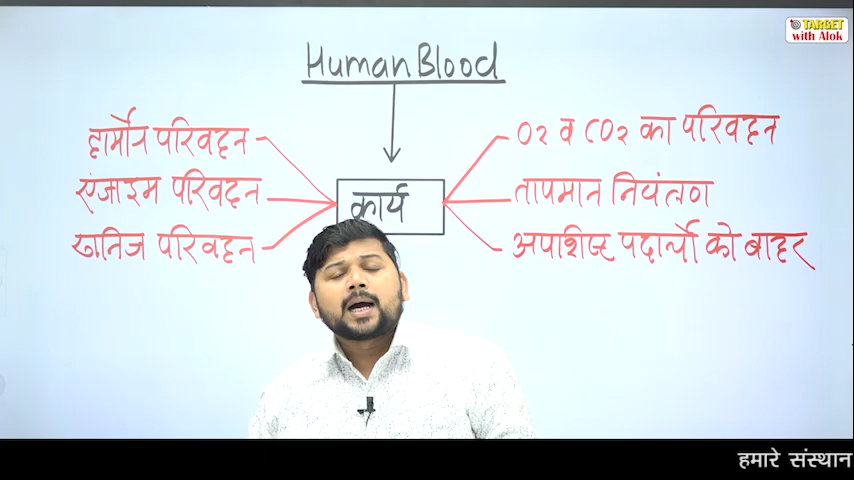 TARGET
with Alok
Human Blood
कार्य
हार्मोन परिवहन
एंजाइम परिवहन
खनिज परिवहन
O2 व CO2 का परिवहन
तापमान नियंत्रण
अपशिष्ट पदार्थो को बाहर
हमारे संस्थान